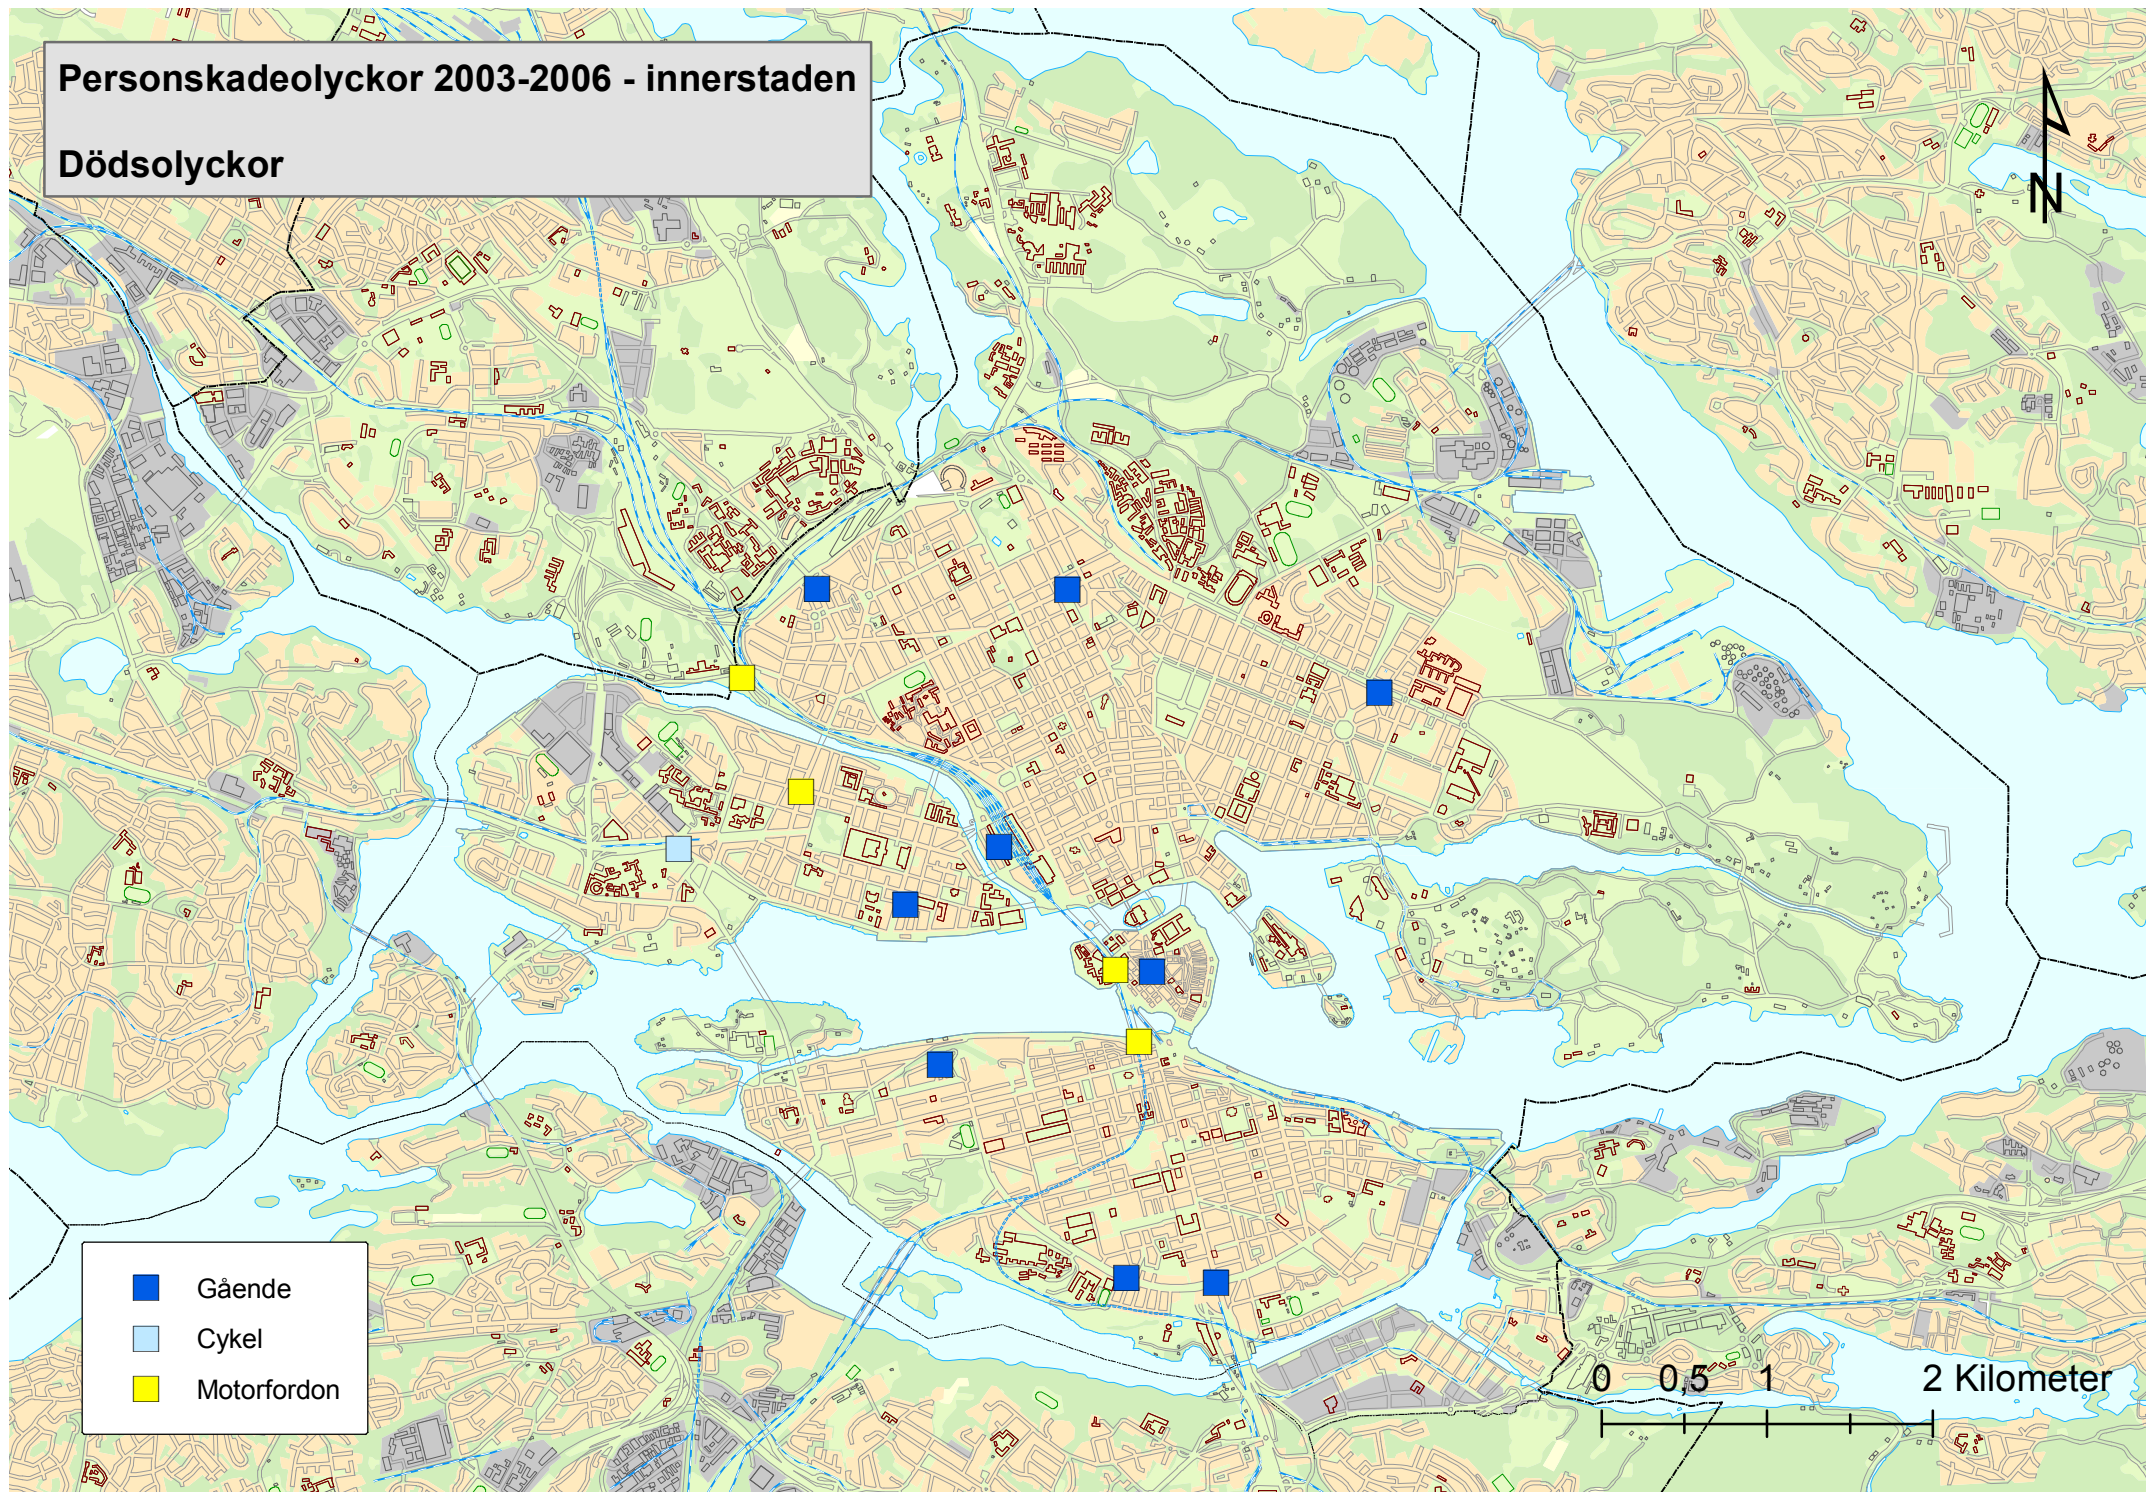 Personskadeolyckor 2003-2006 - innerstaden
Dödsolyckor
N
Gående
Cykel
Motorfordon
0 0,5 1 2 Kilometer